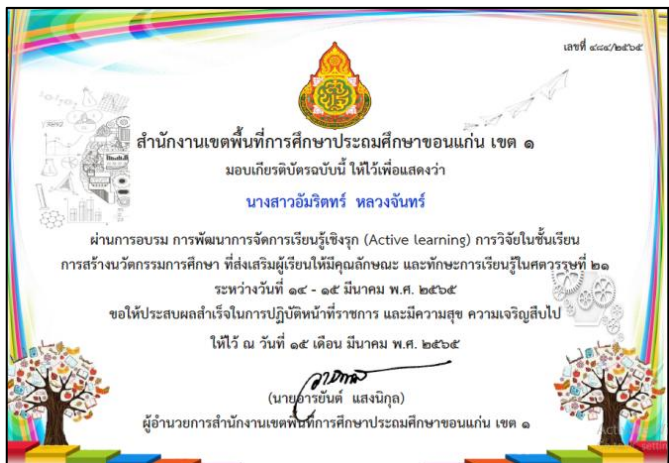 เลขที่ ๔๘๔/๒๕๖๕
สำนักงานเขตพื้นที่การศึกษาประถมศึกษาขอนแก่น เขต ๑
มอบเกียรติบัตรฉบับนี้ ให้ไว้เพื่อแสดงว่า
นางสาวอัมริตทร์ หลวงจันทร์
ผ่านการอบรม การพัฒนาการจัดการเรียนรู้เชิงรุก (Active learning) การวิจัยในชั้นเรียน
การสร้างนวัตกรรมการศึกษา ที่ส่งเสริมผู้เรียนให้มีคุณลักษณะ และทักษะการเรียนรู้ในศตวรรษที่ ๒๑
ระหว่างวันที่ ๑๔ - ๑๕ มีนาคม พ.ศ. ๒๕๖๕
ขอให้ประสบผลสำเร็จในการปฏิบัติหน้าที่ราชการ และมีความสุข ความเจริญสืบไป
ให้ไว้ ณ วันที่ ๑๕ เดือน มีนาคม พ.ศ. ๒๕๖๕
(นายอารยันต์ แสงนิกุล)
ผู้อำนวยการสำนักงานเขตพื้นที่การศึกษาประถมศึกษาขอนแก่น เขต ๑